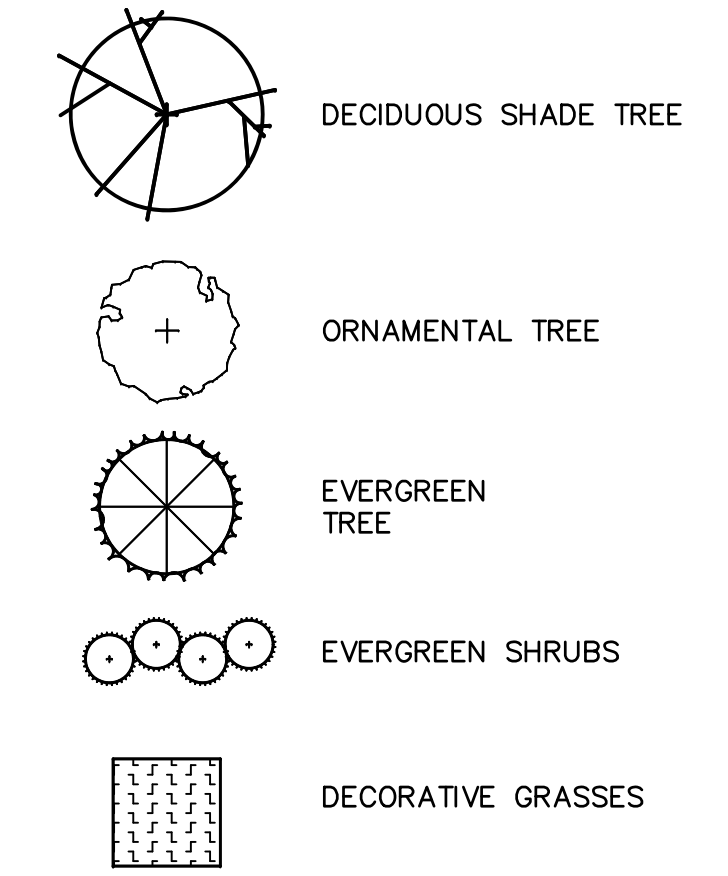 DECIDUOUS SHADE TREE
ORNAMENTAL TREE
EVERGREEN
TREE
EVERGREEN SHRUBS
DECORATIVE GRASSES